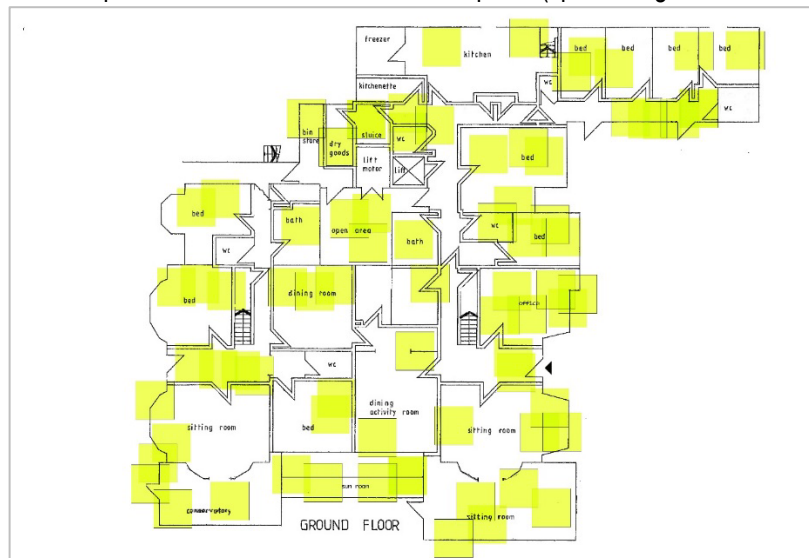 freezer
kitchen
bed
bed
bed
bed
kitchenette
wc
wc
bin
store
dry
goods
sluice
wc
lift
motor
lift
bed
bed
bath
open area
bath
wc
bed
wc
bed
dining room
OFFICE
wc
sitting room
bed
dining
activity room
sitting room
conservatory
sun room
sitting room
GROUND FLOOR